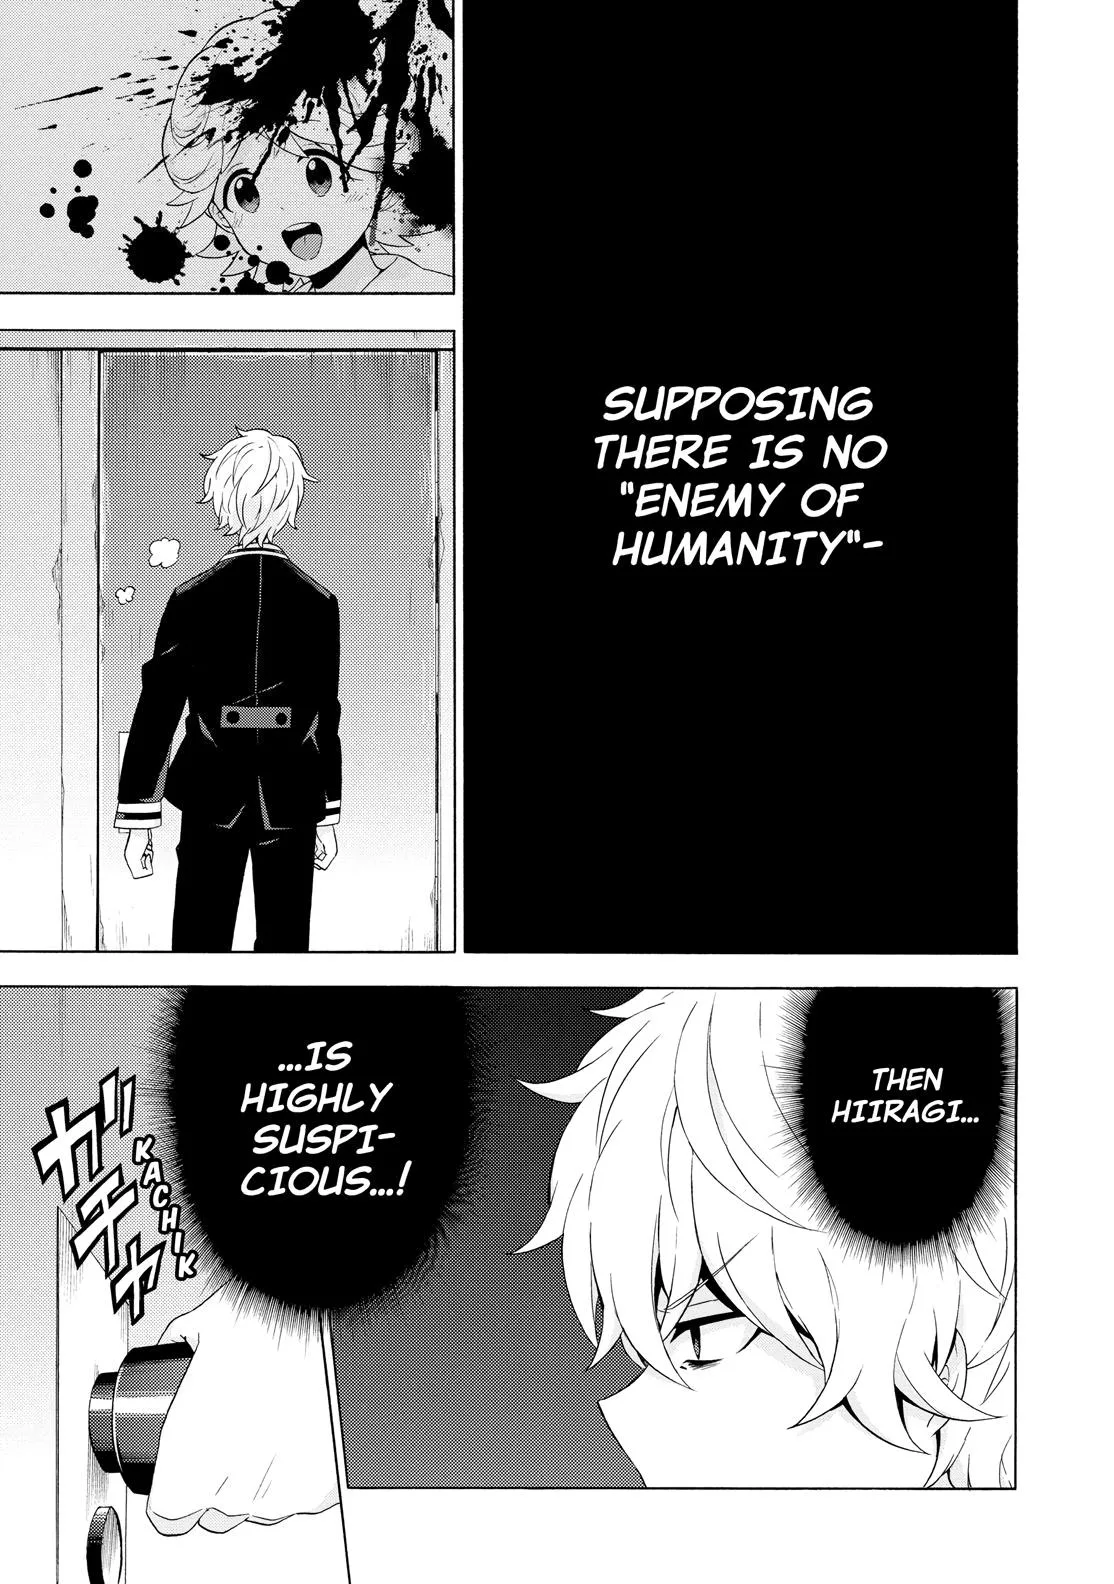 SUPPOSING
THERE IS NO
"ENEMY OF
HUMANITY"-
THEN
HIIRAGI...
...IS
HIGHLY
SUSPI-
CIOUS...!
ガチャ
KACHIK